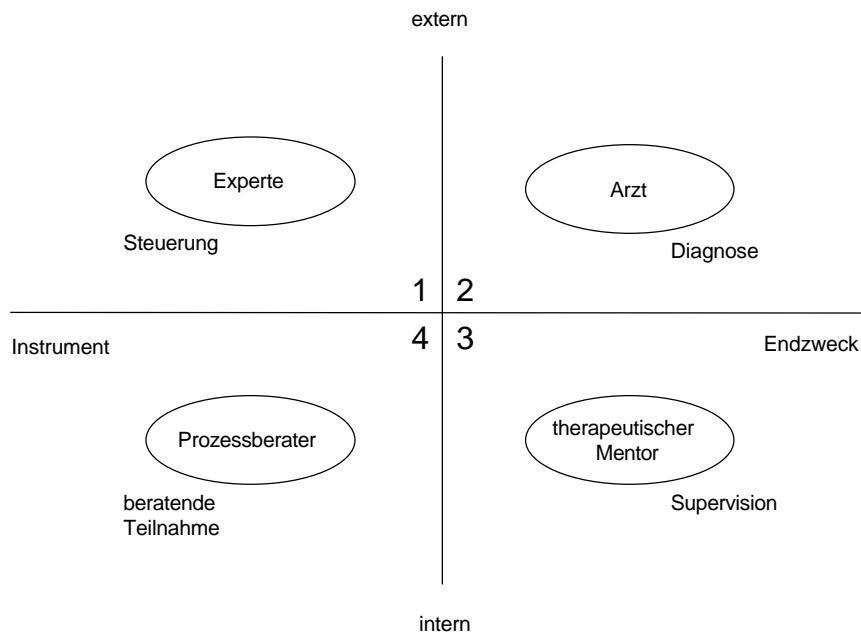 extern
Experte
Arzt
Steuerung
Diagnose
1 2
Instrument
4 3
Endzweck
Prozessberater
therapeutischer
Mentor
beratende
Teilnahme
Supervision
intern